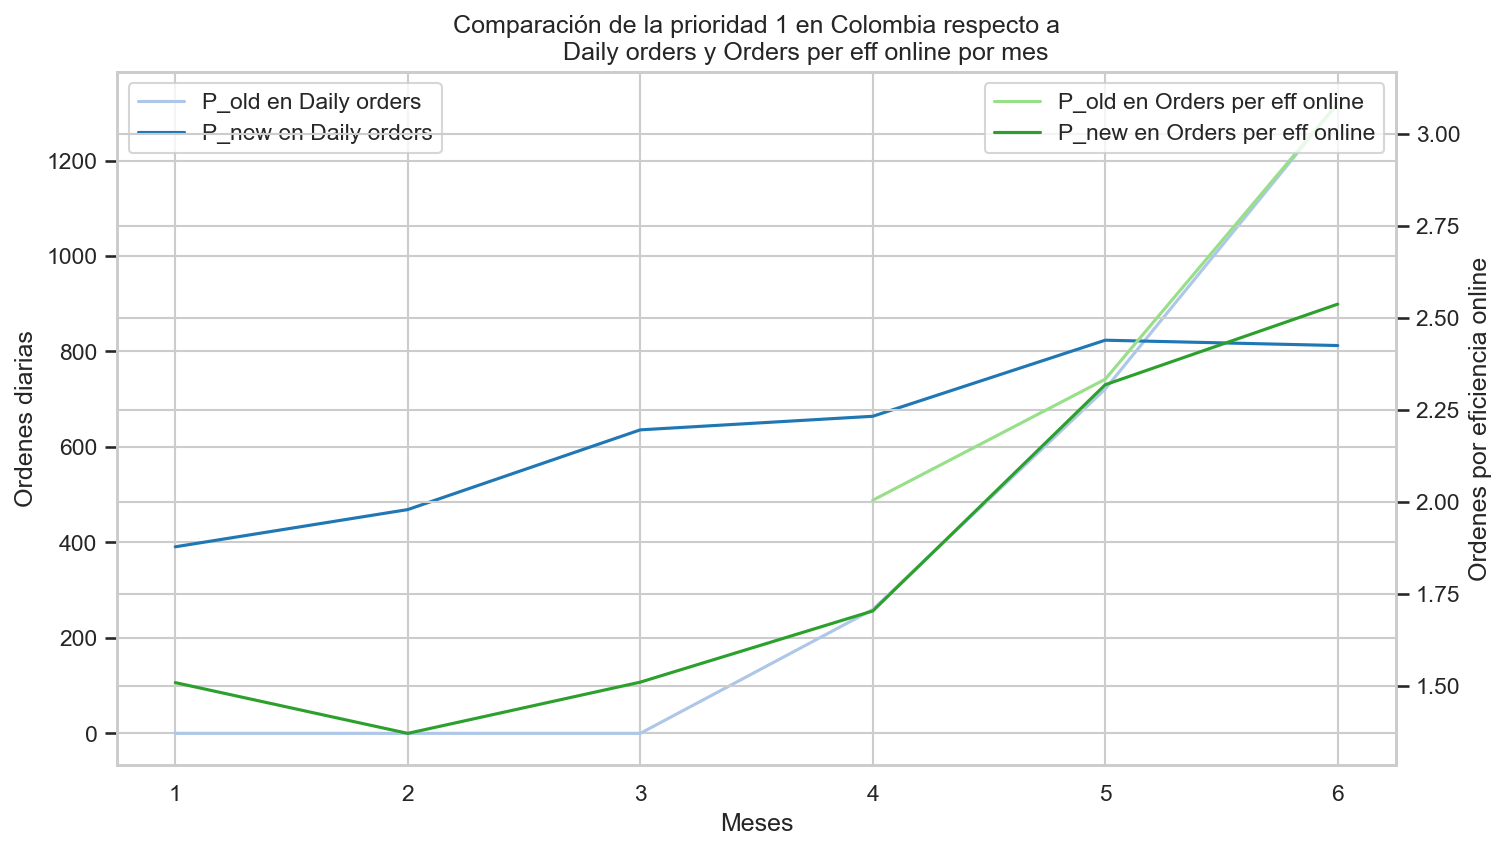 Comparación de la prioridad 1 en Colombia respecto a
Daily orders y Orders per eff online por mes
P_old en Daily orders
P_new en Daily orders
P_old en Orders per eff online
P_new en Orders per eff online
Ordenes diarias
1200
1000
800
600
400
200
0
3.00
2.75
2.50
2.25
2.00
1.75
1.50
Ordenes por eficiencia online
1 2 3 4 5 6
Meses